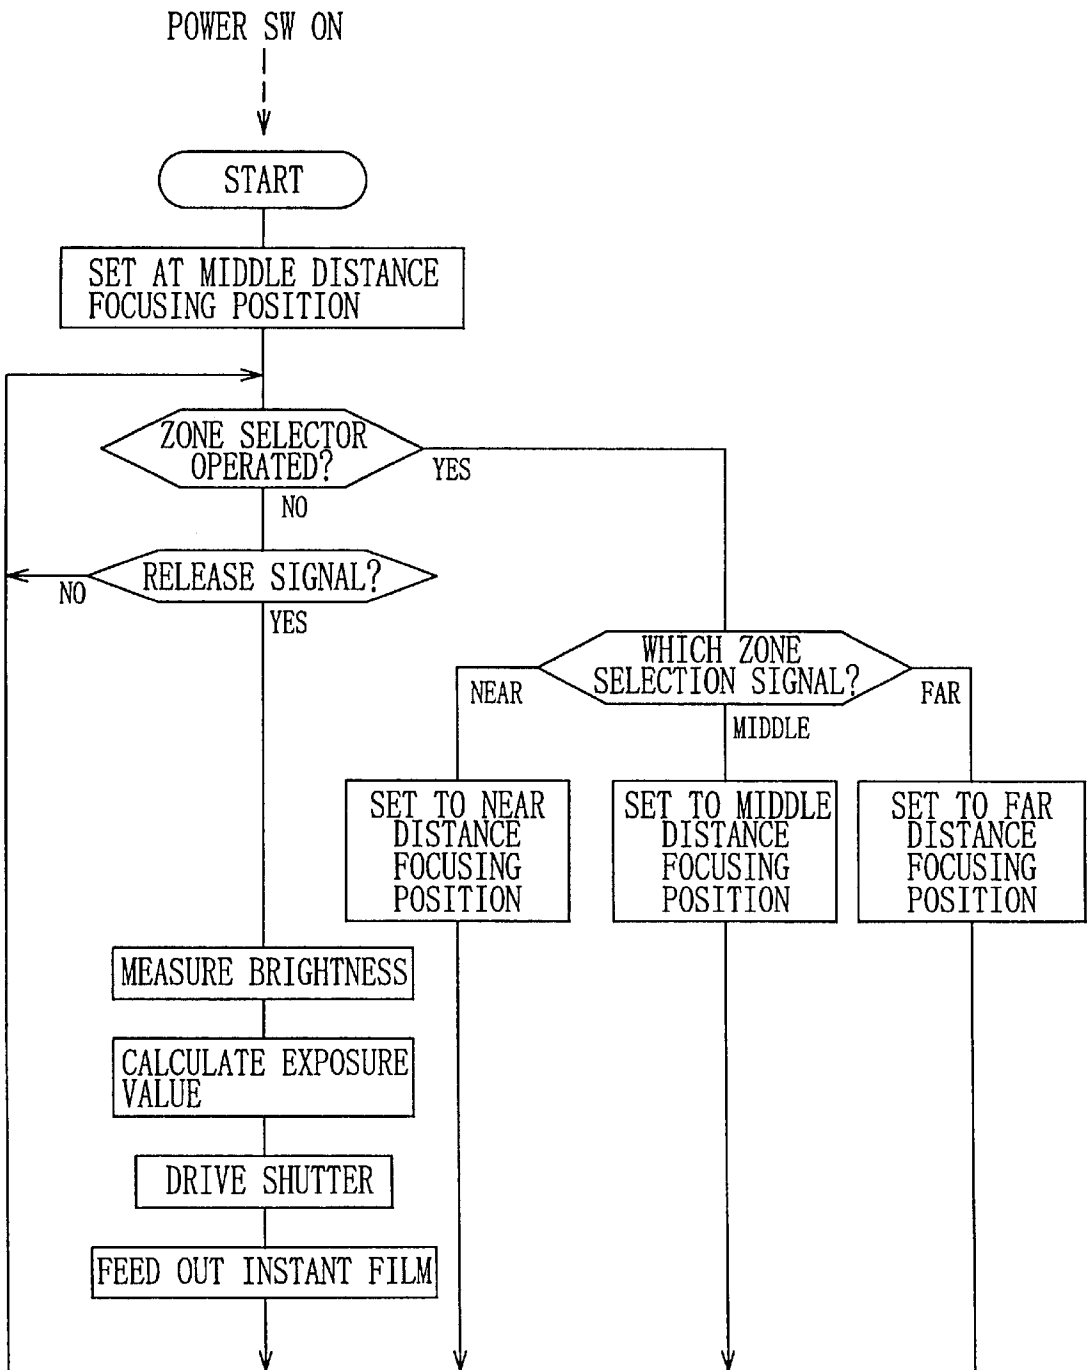 POWER SW ON
START
SET AT MIDDLE DISTANCE
FOCUSING POSITION
ZONE SELECTOR
OPERATED?
YES
NO
RELEASE SIGNAL?
NO
YES
WHICH ZONE
SELECTION SIGNAL?
NEAR
FAR
MIDDLE
SET TO NEAR
DISTANCE
FOCUSING
POSITION
SET TO MIDDLE
DISTANCE
FOCUSING
POSITION
SET TO FAR
DISTANCE
FOCUSING
POSITION
MEASURE BRIGHTNESS
CALCULATE EXPOSURE
VALUE
DRIVE SHUTTER
FEED OUT INSTANT FILM